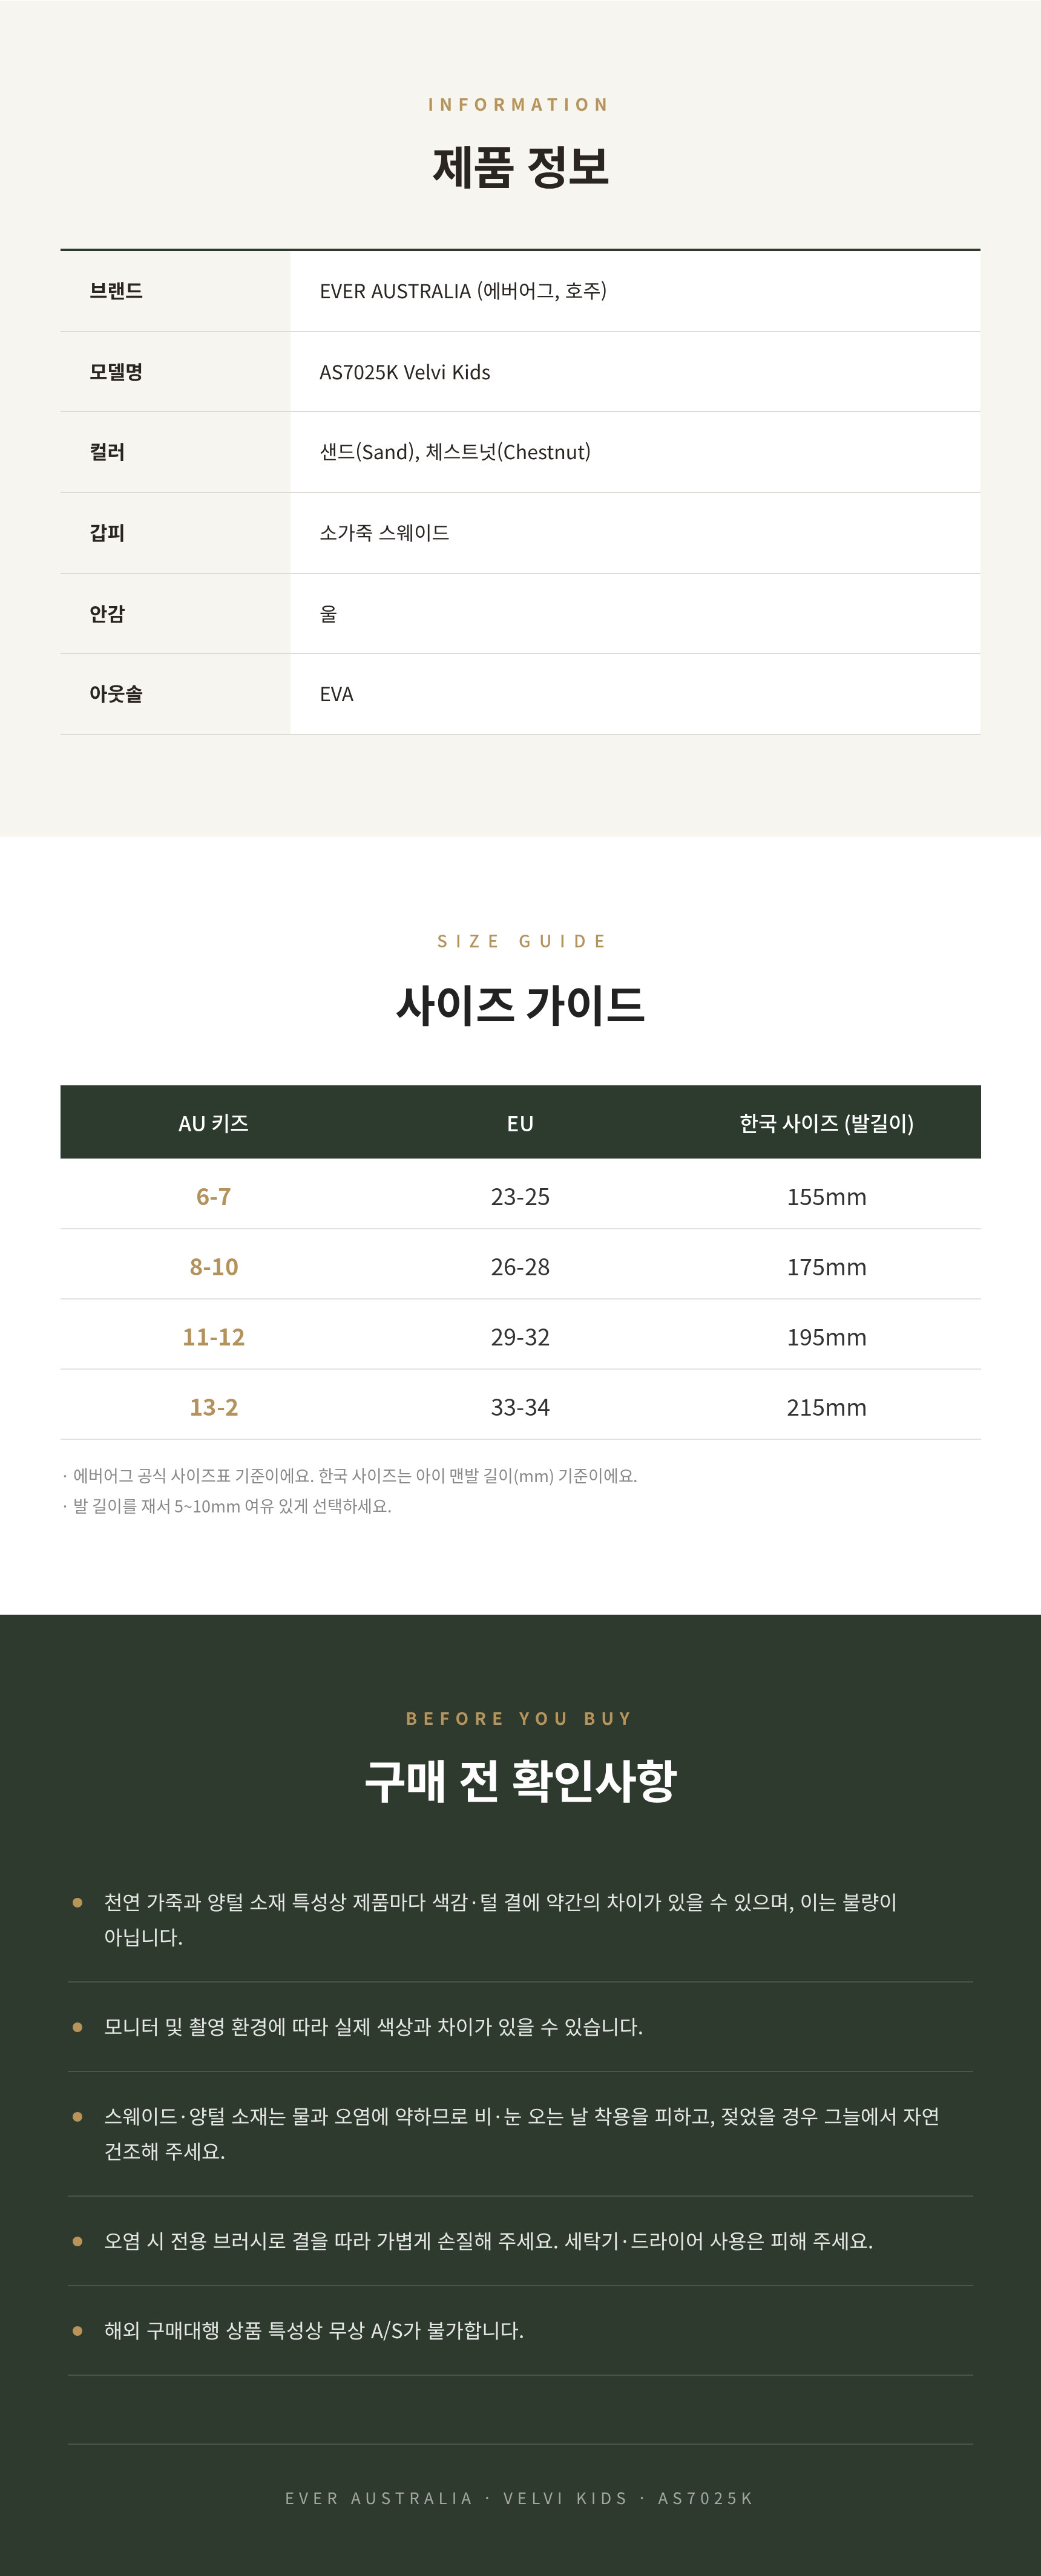 INFORMATION
제품 정보
브랜드 EVER AUSTRALIA (에버어그, 호주)
모델명 AS7025K Velvi Kids
컬러 샌드(Sand), 체스트넛(Chestnut)
갑피 소가죽 스웨이드
안감 울
아웃솔 EVA
SIZE GUIDE
사이즈 가이드
AU 키즈 EU 한국 사이즈 (발길이)
6-7 23-25 155mm
8-10 26-28 175mm
11-12 29-32 195mm
13-2 33-34 215mm
· 에버어그 공식 사이즈표 기준이에요. 한국 사이즈는 아이 맨발 길이(mm) 기준이에요.
· 발 길이를 재서 5~10mm 여유 있게 선택하세요.
BEFORE YOU BUY
구매 전 확인사항
천연 가죽과 양털 소재 특성상 제품마다 색감·털 결에 약간의 차이가 있을 수 있으며, 이는 불량이
아닙니다.
모니터 및 촬영 환경에 따라 실제 색상과 차이가 있을 수 있습니다.
스웨이드·양털 소재는 물과 오염에 약하므로 비·눈 오는 날 착용을 피하고, 젖었을 경우 그늘에서 자연
건조해 주세요.
오염 시 전용 브러시로 결을 따라 가볍게 손질해 주세요. 세탁기·드라이어 사용은 피해 주세요.
해외 구매대행 상품 특성상 무상 A/S가 불가합니다.
EVER AUSTRALIA · VELVI KIDS · AS7025K